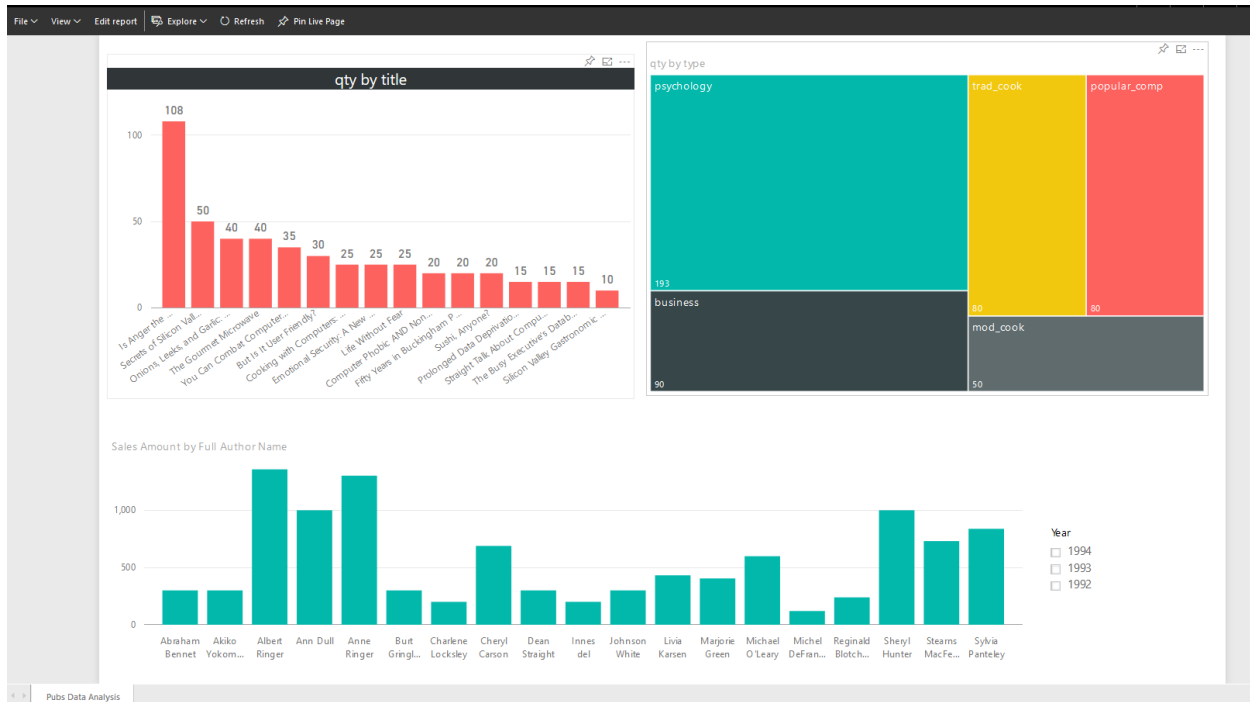 File View Edit report Explore Refresh Pin Live Page
qty by title
108
100
50
50
40
40
35
30
25
25
25
20
20
20
15
15
15
10
0
Is Anger the ...
Secrets of Silicon Vall...
Onions, Leeks, and Garlic: ...
The Gourmet Microwave
You Can Combat Computer...
But Is It User Friendly?
Cooking with Computers: ...
Emotional Security: A New ...
Life Without Fear
Computer Phobic AND Non...
Fifty Years in Buckingham P...
Sushi, Anyone?
Prolonged Data Deprivatio...
Straight Talk About Compu...
The Busy Executive's Datab...
Silicon Valley Gastronomic ...
qty by type
psychology
193
trad_cook
80
popular_comp
80
business
90
mod_cook
50
Sales Amount by Full Author Name
1,000
500
0
Abraham Bennet
Akiko Yokom...
Albert Ringer
Ann Dull
Anne Ringer
Burt Gringl...
Charlene Locksley
Cheryl Carson
Dean Straight
Innes del
Johnson White
Livia Karsen
Marjorie Green
Michael O'Leary
Michel DeFran...
Reginald Blotch...
Sheryl Hunter
Stearns MacFe...
Sylvia Panteley
Year
1994
1993
1992
Pubs Data Analysis